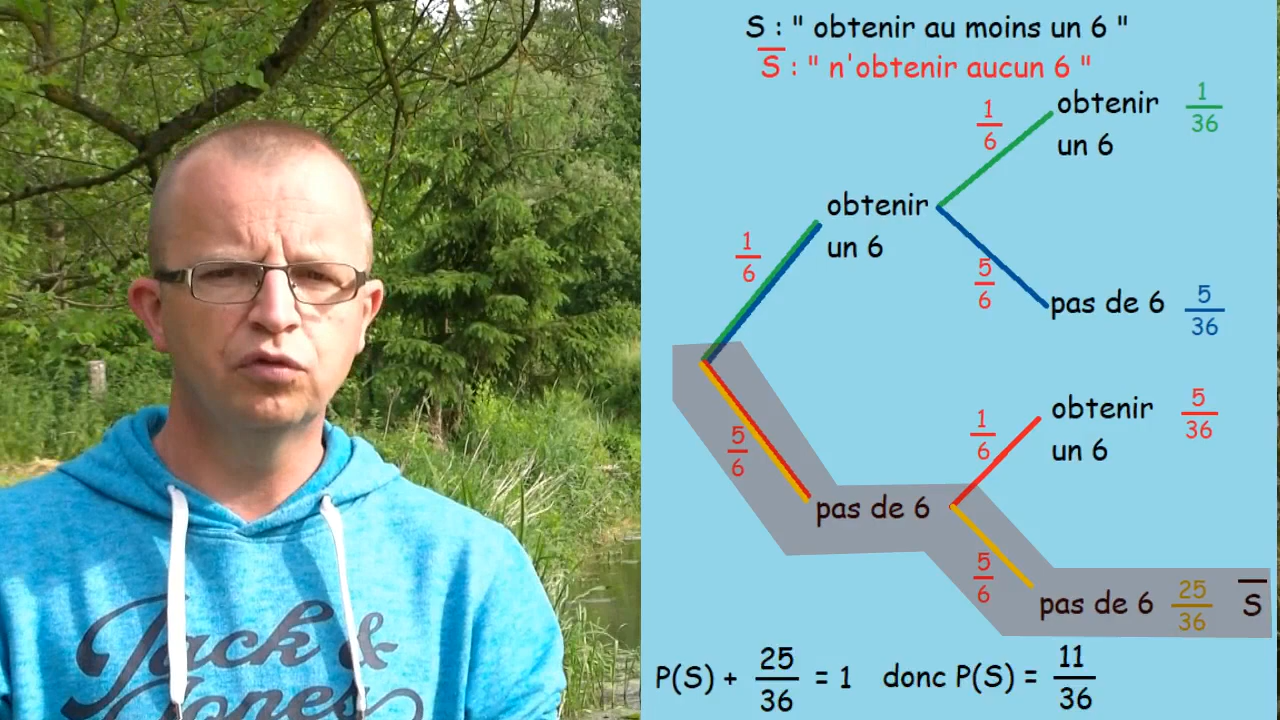 S : " obtenir au moins un 6 "
S̅ : " n'obtenir aucun 6 "
1/6
obtenir
un 6
1/36
1/6
obtenir
un 6
5/6
pas de 6
5/36
5/6
pas de 6
1/6
obtenir
un 6
5/36
5/6
pas de 6
25/36
S̅
P(S) + 25/36 = 1 donc P(S) = 11/36
Jack &
Jones